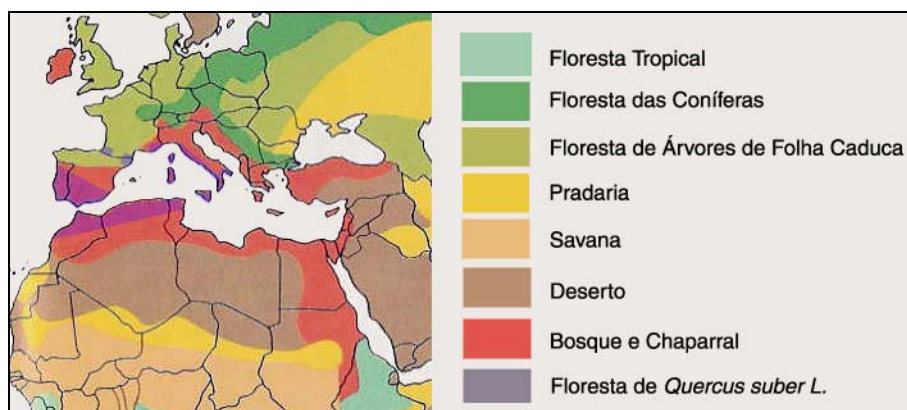 Floresta Tropical
Floresta das Coníferas
Floresta de Árvores de Folha Caduca
Pradaria
Savana
Deserto
Bosque e Chaparral
Floresta de Quercus suber L.